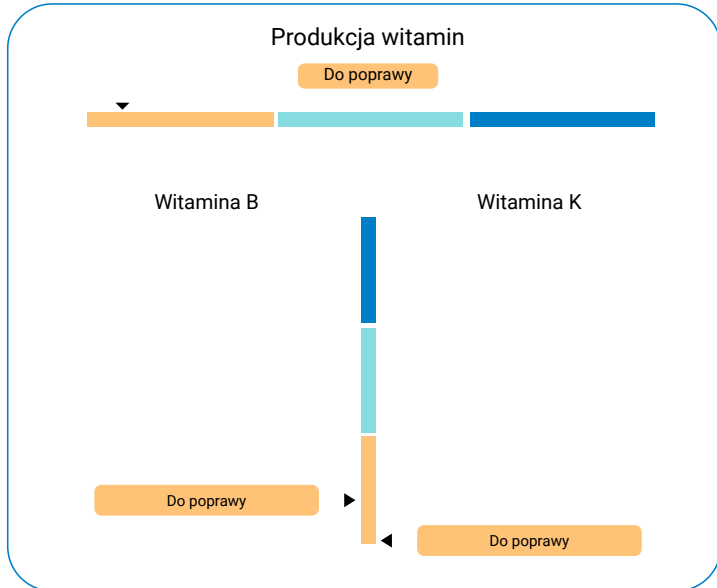 Produkcja witamin
Do poprawy
Witamina B
Witamina K
Do poprawy
Do poprawy